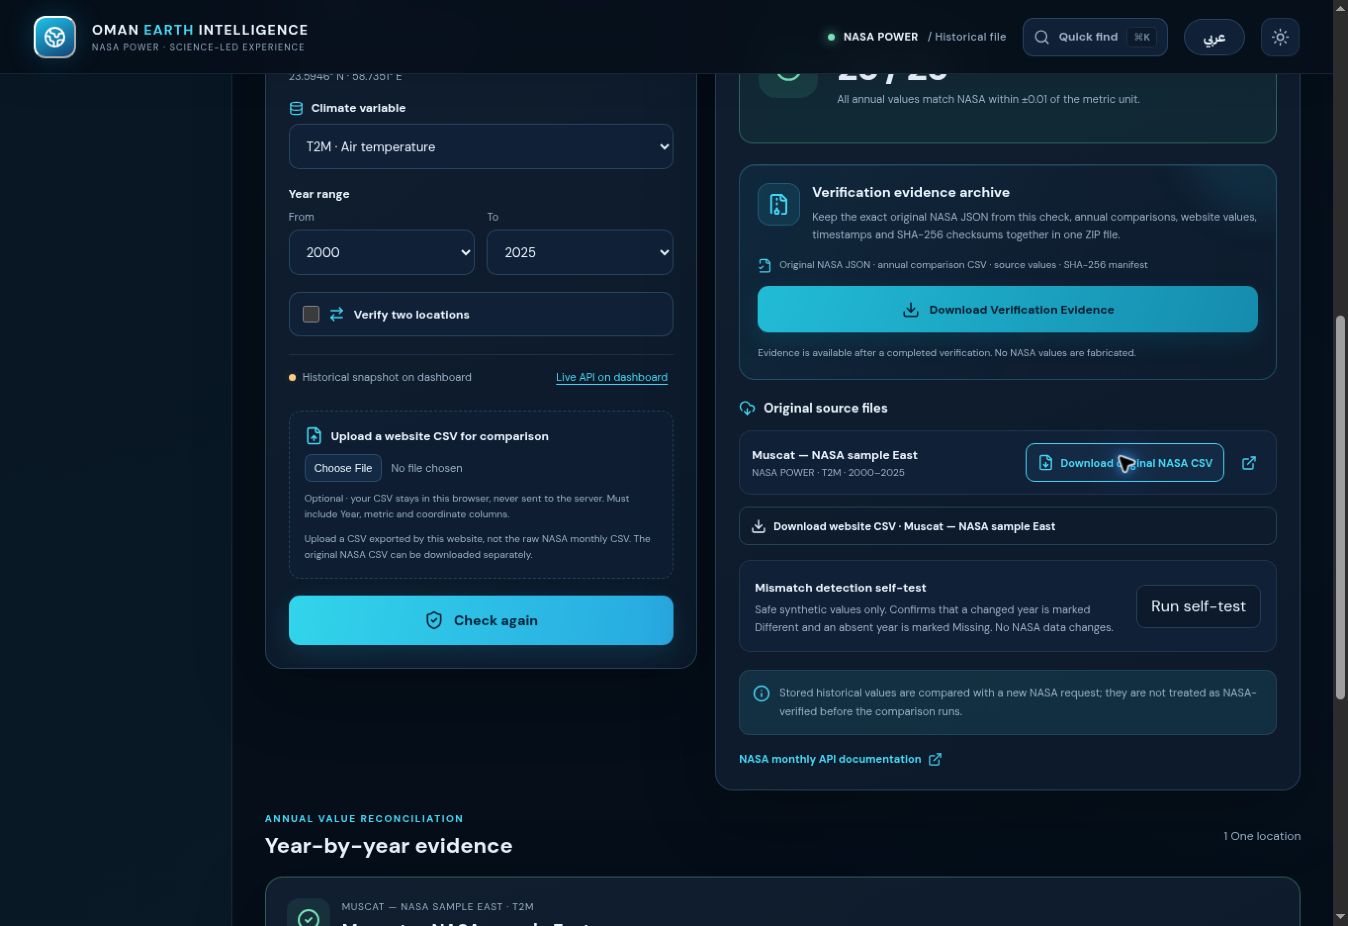 OMAN EARTH INTELLIGENCE
NASA POWER · SCIENCE-LED EXPERIENCE
NASA POWER / Historical file
Quick find ⌘K
عربي
23.5946° N · 58.7351° E
Climate variable
T2M · Air temperature
Year range
From
To
2000
2025
Verify two locations
Historical snapshot on dashboard
Live API on dashboard
Upload a website CSV for comparison
Choose File No file chosen
Optional · your CSV stays in this browser, never sent to the server. Must
include Year, metric and coordinate columns.
Upload a CSV exported by this website, not the raw NASA monthly CSV. The
original NASA CSV can be downloaded separately.
Check again
All annual values match NASA within ±0.01 of the metric unit.
Verification evidence archive
Keep the exact original NASA JSON from this check, annual comparisons, website values,
timestamps and SHA-256 checksums together in one ZIP file.
Original NASA JSON · annual comparison CSV · source values · SHA-256 manifest
Download Verification Evidence
Evidence is available after a completed verification. No NASA values are fabricated.
Original source files
Muscat — NASA sample East
NASA POWER · T2M · 2000–2025
Download original NASA CSV
Download website CSV · Muscat — NASA sample East
Mismatch detection self-test
Safe synthetic values only. Confirms that a changed year is marked
Different and an absent year is marked Missing. No NASA data changes.
Run self-test
Stored historical values are compared with a new NASA request; they are not treated as NASA-
verified before the comparison runs.
NASA monthly API documentation
ANNUAL VALUE RECONCILIATION
Year-by-year evidence
1 One location
MUSCAT — NASA SAMPLE EAST · T2M
Muscat — NASA sample East